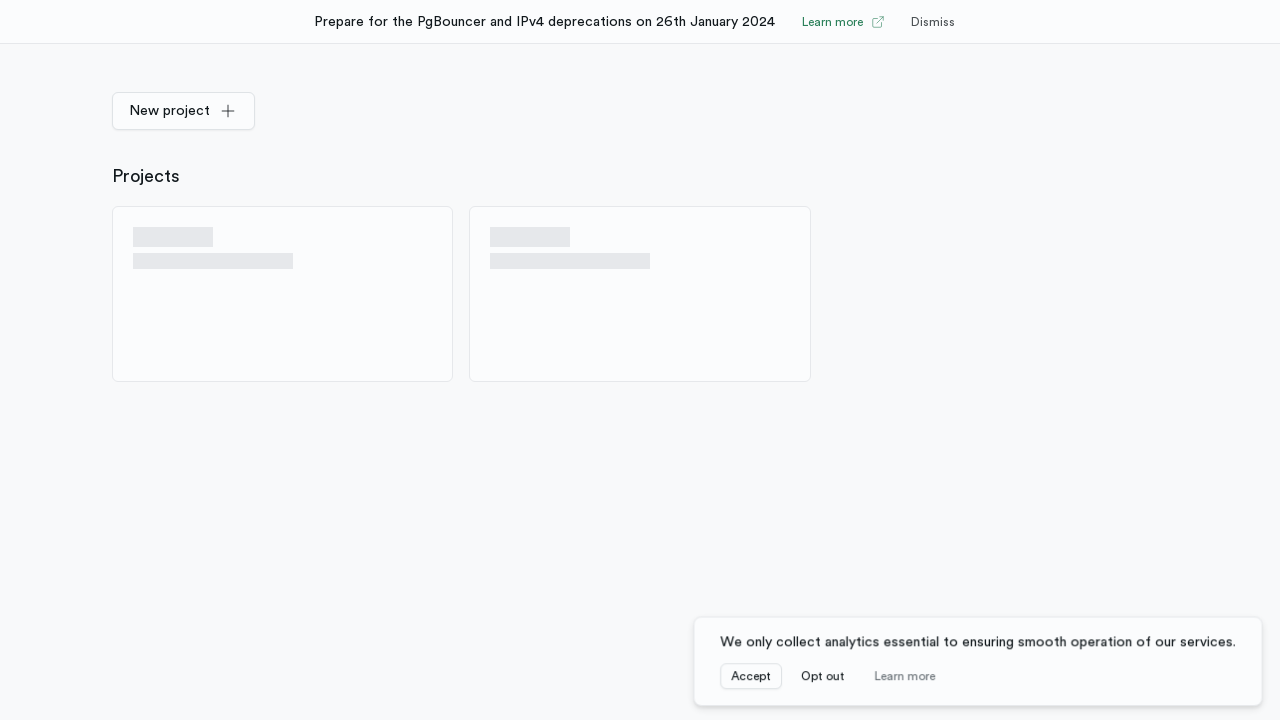 Prepare for the PgBouncer and IPv4 deprecations on 26th January 2024 Learn more Dismiss
New project
Projects
We only collect analytics essential to ensuring smooth operation of our services.
Accept Opt out Learn more